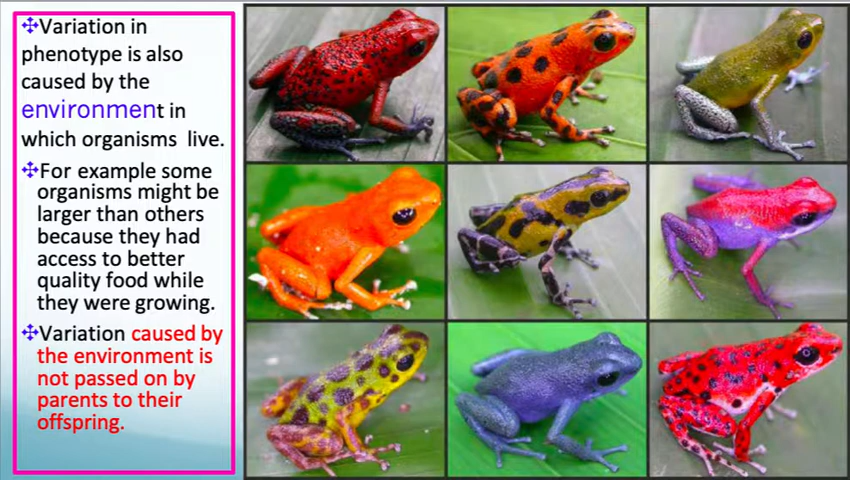 ✣Variation in
phenotype is also
caused by the
environment in
which organisms live.
✣For example some
organisms might be
larger than others
because they had
access to better
quality food while
they were growing.
✣Variation caused by
the environment is
not passed on by
parents to their
offspring.